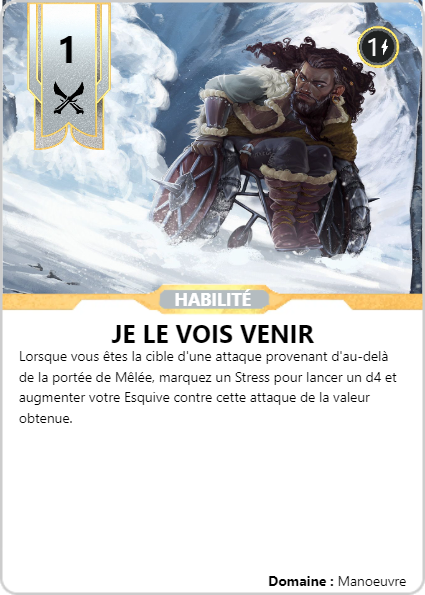 1
1
HABILITÉ
JE LE VOIS VENIR
Lorsque vous êtes la cible d'une attaque provenant d'au-delà
de la portée de Mêlée, marquez un Stress pour lancer un d4 et
augmenter votre Esquive contre cette attaque de la valeur
obtenue.
Domaine : Manoeuvre